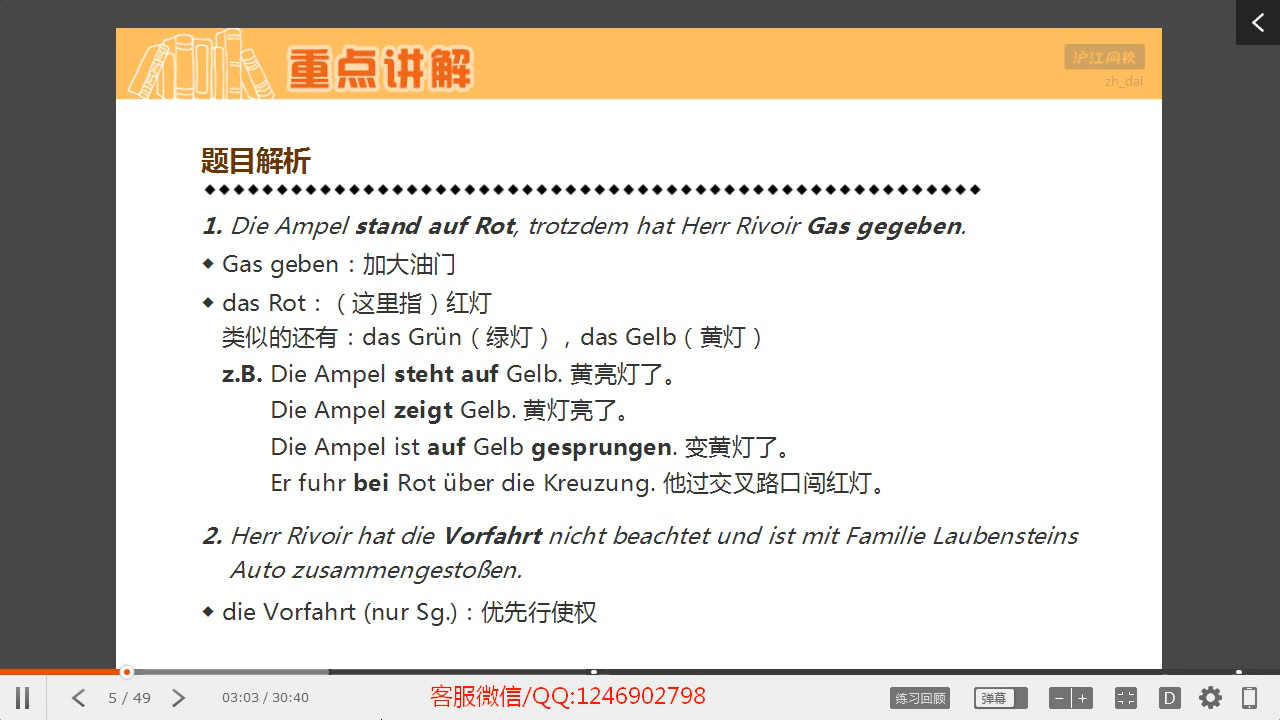 重点讲解
沪江网校
zh_dai
题目解析
1. Die Ampel stand auf Rot, trotzdem hat Herr Rivoir Gas gegeben.
◆ Gas geben：加大油门
◆ das Rot：（这里指）红灯
类似的还有：das Grün（绿灯），das Gelb（黄灯）
z.B. Die Ampel steht auf Gelb. 黄亮灯了。
Die Ampel zeigt Gelb. 黄灯亮了。
Die Ampel ist auf Gelb gesprungen. 变黄灯了。
Er fuhr bei Rot über die Kreuzung. 他过交叉路口闯红灯。
2. Herr Rivoir hat die Vorfahrt nicht beachtet und ist mit Familie Laubensteins
Auto zusammengestoßen.
◆ die Vorfahrt (nur Sg.)：优先行使权
5 / 49 03:03 / 30:40 客服微信/QQ:1246902798 练习回顾 弹幕 D